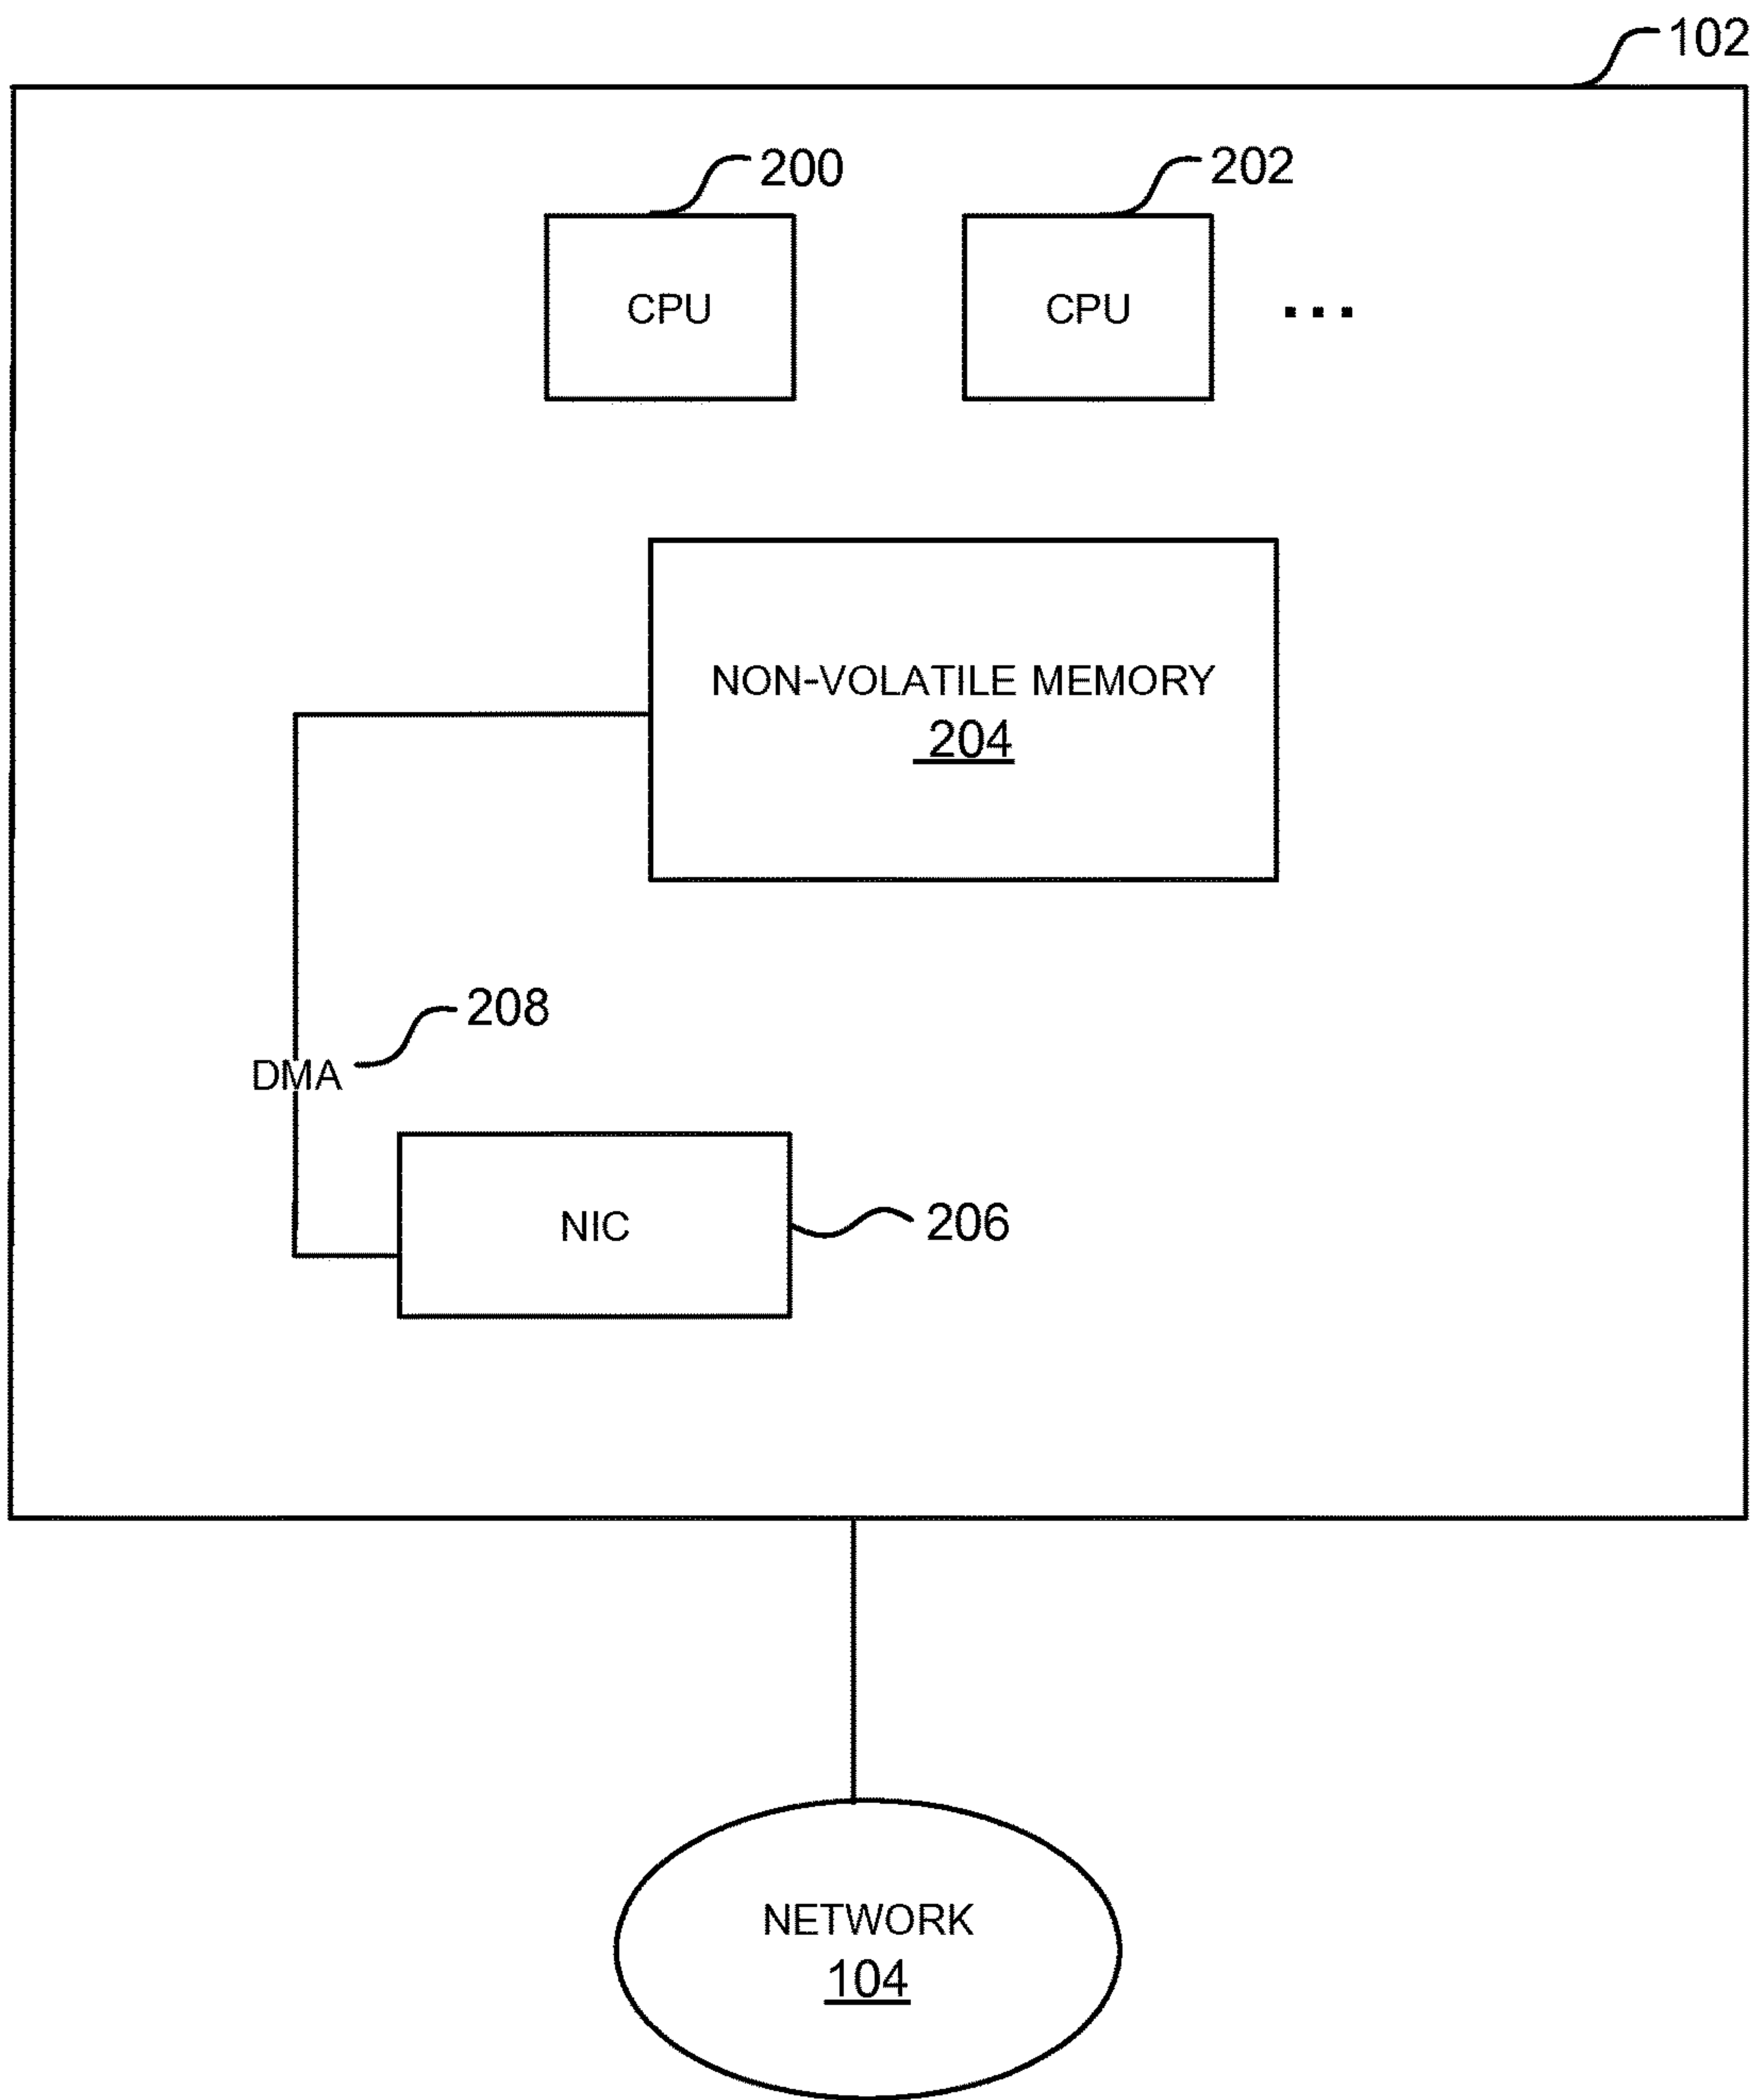 102
200
202
CPU
CPU
...
NON-VOLATILE MEMORY
204
208
DMA
NIC
206
NETWORK
104